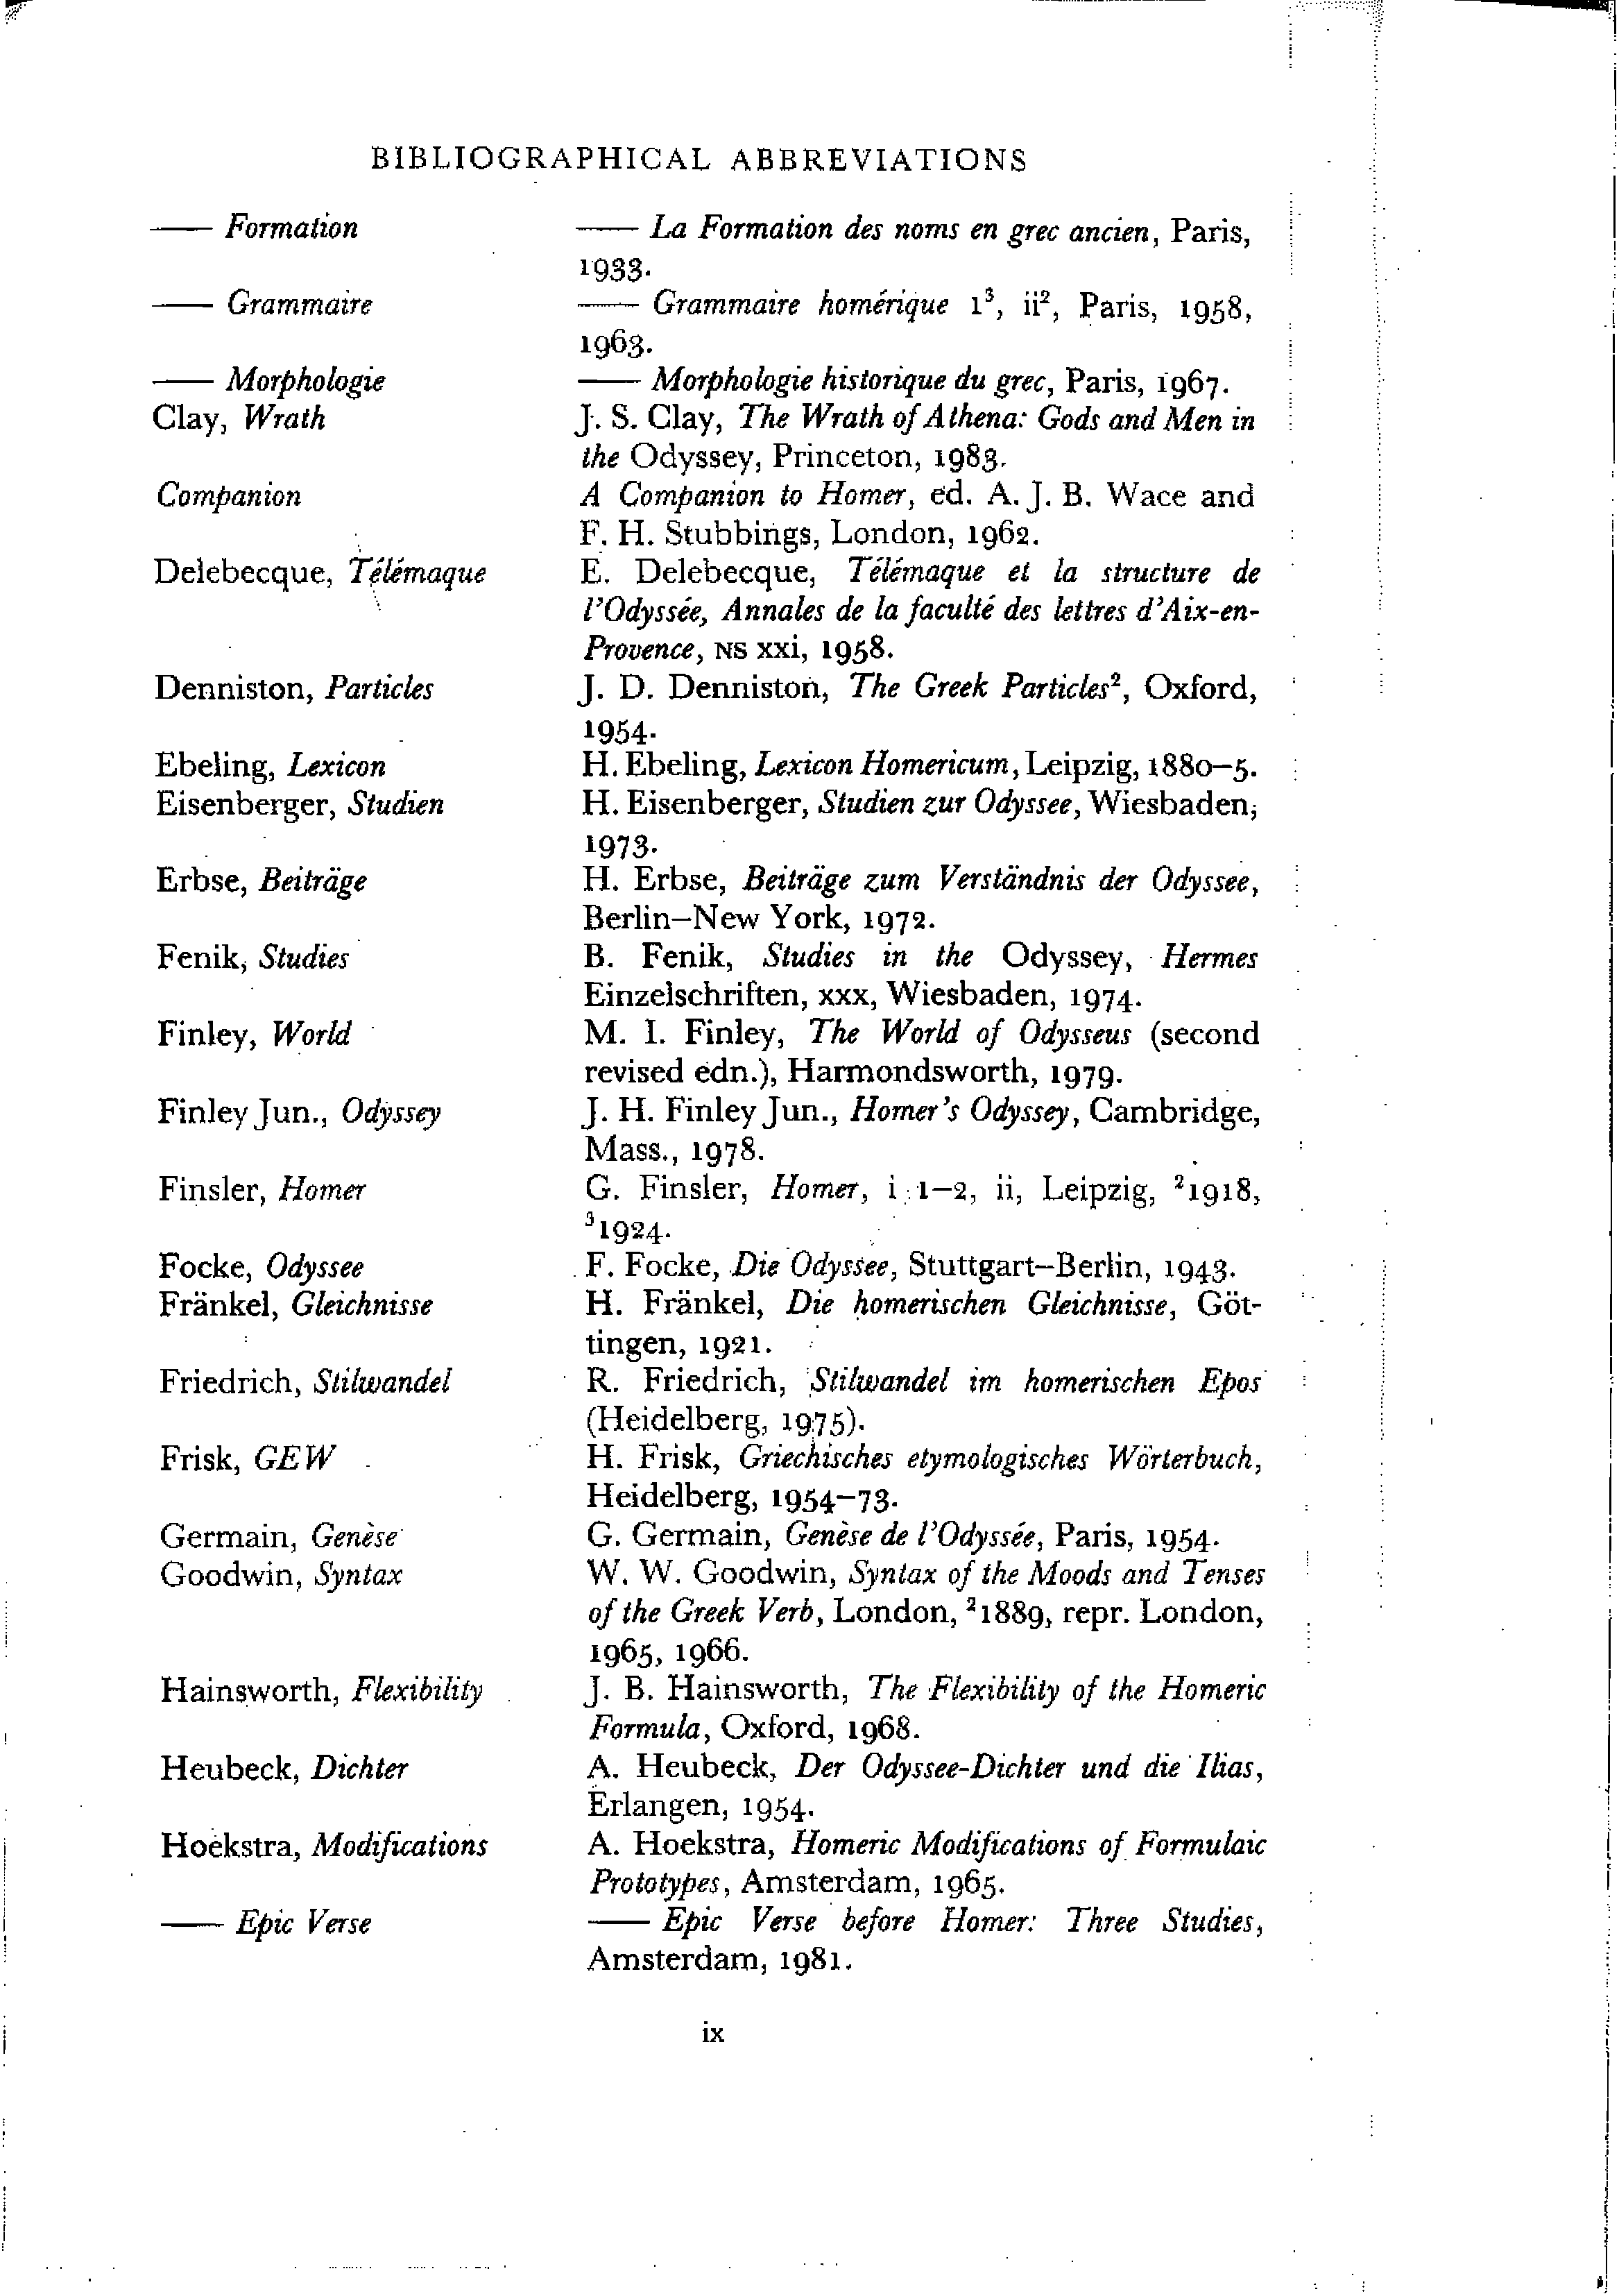 BIBLIOGRAPHICAL ABBREVIATIONS
—— Formation —— La Formation des noms en grec ancien, Paris,
1933.
—— Grammaire —— Grammaire homérique 1³, ii², Paris, 1958,
1963.
—— Morphologie —— Morphologie historique du grec, Paris, 1967.
Clay, Wrath J. S. Clay, The Wrath of Athena: Gods and Men in
the Odyssey, Princeton, 1983.
Companion A Companion to Homer, ed. A. J. B. Wace and
F. H. Stubbings, London, 1962.
Delebecque, Télémaque E. Delebecque, Télémaque et la structure de
l'Odyssée, Annales de la faculté des lettres d'Aix-en-
Provence, NS xxi, 1958.
Denniston, Particles J. D. Denniston, The Greek Particles², Oxford,
1954.
Ebeling, Lexicon H. Ebeling, Lexicon Homericum, Leipzig, 1880–5.
Eisenberger, Studien H. Eisenberger, Studien zur Odyssee, Wiesbaden,
1973.
Erbse, Beiträge H. Erbse, Beiträge zum Verständnis der Odyssee,
Berlin–New York, 1972.
Fenik, Studies B. Fenik, Studies in the Odyssey, Hermes
Einzelschriften, xxx, Wiesbaden, 1974.
Finley, World M. I. Finley, The World of Odysseus (second
revised edn.), Harmondsworth, 1979.
Finley Jun., Odyssey J. H. Finley Jun., Homer's Odyssey, Cambridge,
Mass., 1978.
Finsler, Homer G. Finsler, Homer, i 1–2, ii, Leipzig, ²1918,
³1924.
Focke, Odyssee F. Focke, Die Odyssee, Stuttgart–Berlin, 1943.
Fränkel, Gleichnisse H. Fränkel, Die homerischen Gleichnisse, Göt-
tingen, 1921.
Friedrich, Stilwandel R. Friedrich, Stilwandel im homerischen Epos
(Heidelberg, 1975).
Frisk, GEW H. Frisk, Griechisches etymologisches Wörterbuch,
Heidelberg, 1954–73.
Germain, Genèse G. Germain, Genèse de l'Odyssée, Paris, 1954.
Goodwin, Syntax W. W. Goodwin, Syntax of the Moods and Tenses
of the Greek Verb, London, ²1889, repr. London,
1965, 1966.
Hainsworth, Flexibility J. B. Hainsworth, The Flexibility of the Homeric
Formula, Oxford, 1968.
Heubeck, Dichter A. Heubeck, Der Odyssee-Dichter und die Ilias,
Erlangen, 1954.
Hoekstra, Modifications A. Hoekstra, Homeric Modifications of Formulaic
Prototypes, Amsterdam, 1965.
—— Epic Verse —— Epic Verse before Homer: Three Studies,
Amsterdam, 1981.
ix